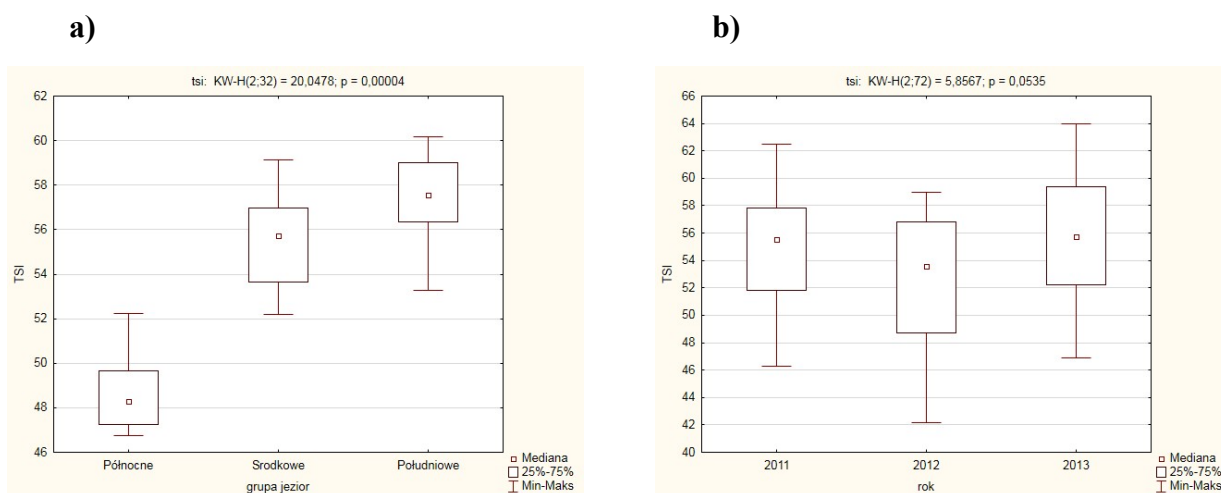 a)
tsi: KW-H(2;32) = 20,0478; p = 0,00004
62
60
58
56
54
52
50
48
46
TSI
Północne Srodkowe Południowe
grupa jezior
Mediana
25%-75%
Min-Maks
b)
tsi: KW-H(2;72) = 5,8567; p = 0,0535
66
64
62
60
58
56
54
52
50
48
46
44
42
40
TSI
2011 2012 2013
rok
Mediana
25%-75%
Min-Maks